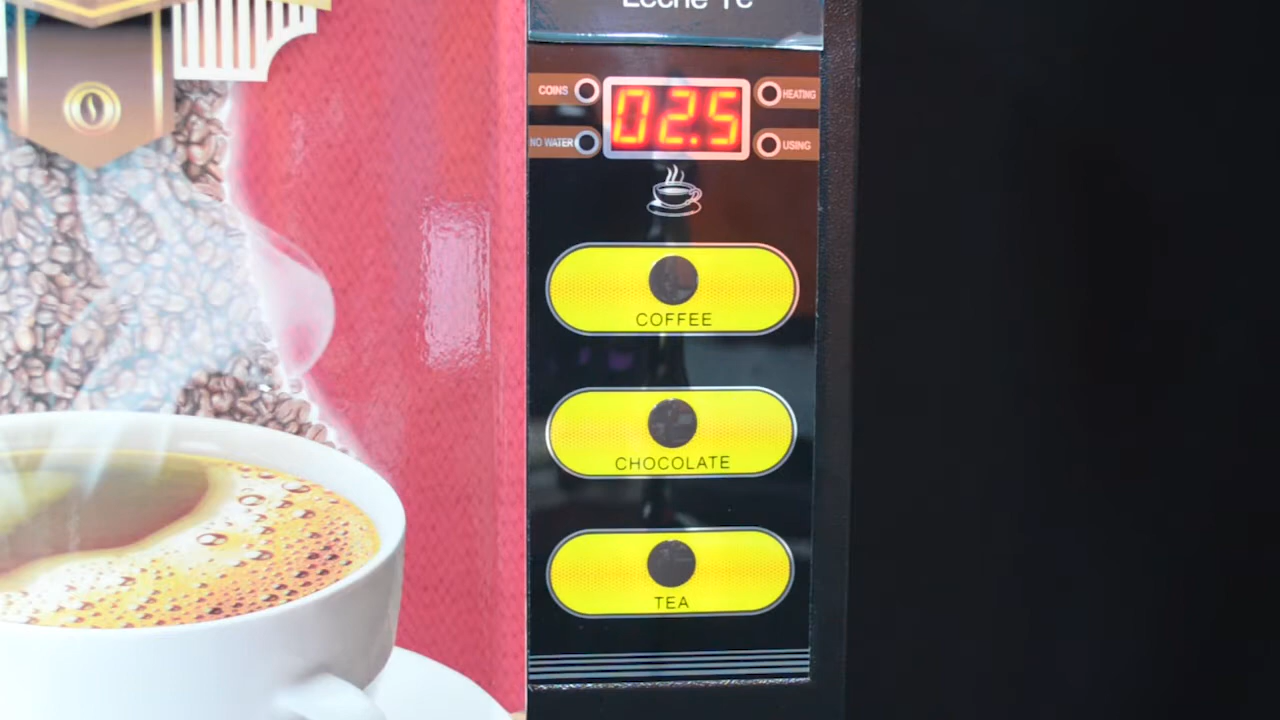 COINS
02.5
HEATING
NO WATER
USING
COFFEE
CHOCOLATE
TEA